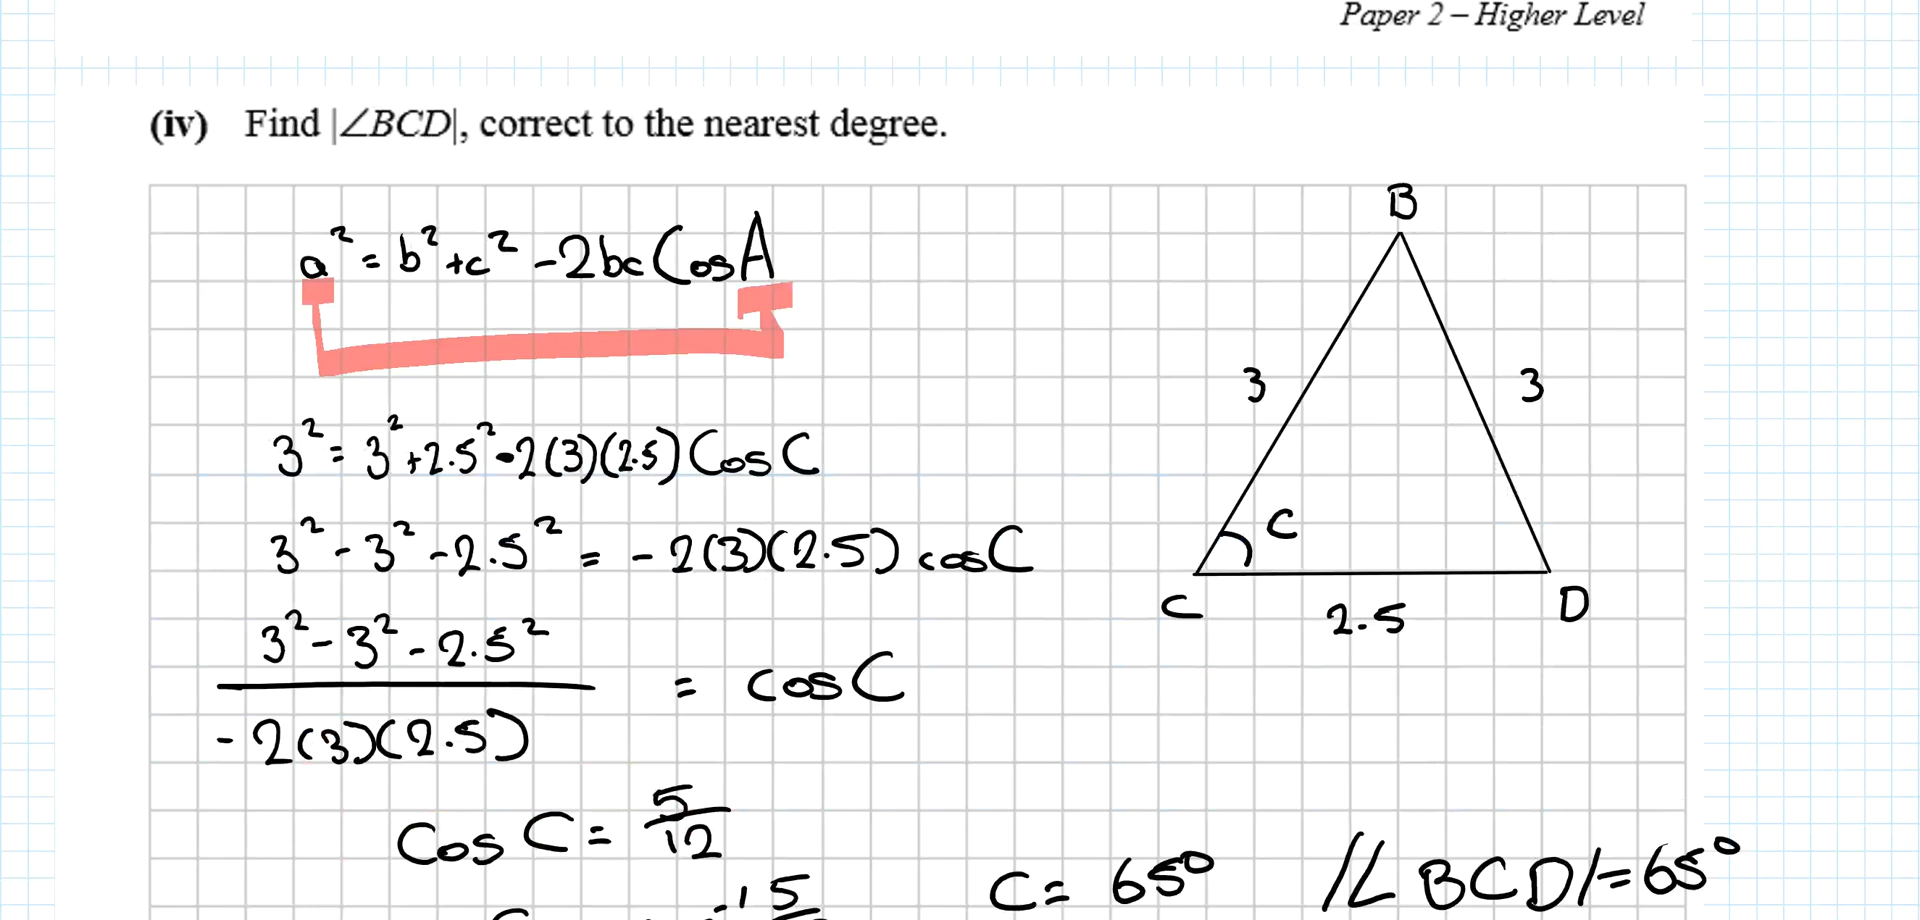 Paper 2 – Higher Level
(iv) Find |∠BCD|, correct to the nearest degree.
B
a² = b² + c² - 2bc Cos A
3
3
3² = 3² + 2.5² - 2(3)(2.5) Cos C
C
3² - 3² - 2.5² = - 2(3)(2.5) cos C
C
2.5
D
3² - 3² - 2.5²
= cos C
- 2(3)(2.5)
Cos C = 5/12
C = 65° |∠BCD| = 65°